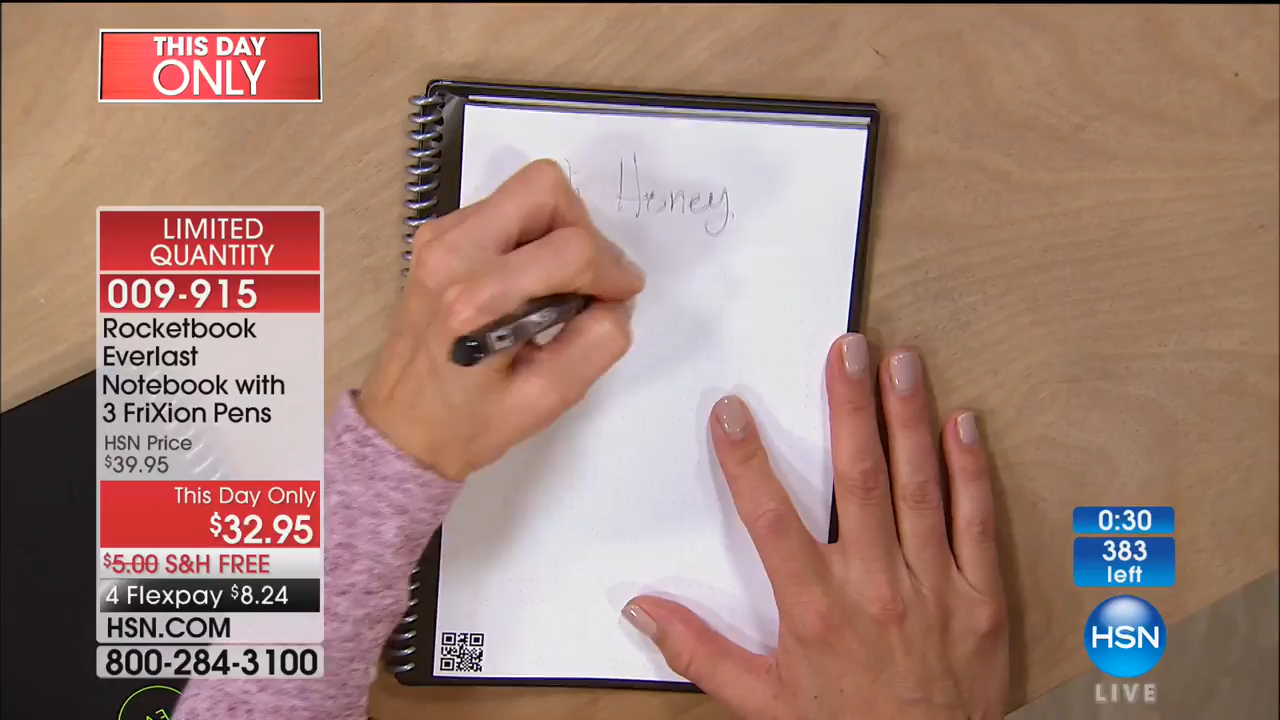 THIS DAY
ONLY
LIMITED
QUANTITY
009-915
Rocketbook
Everlast
Notebook with
3 FriXion Pens
HSN Price
$39.95
This Day Only
$32.95
$5.00 S&H FREE
4 Flexpay $8.24
HSN.COM
800-284-3100
Honey
0:30
383
left
HSN
LIVE